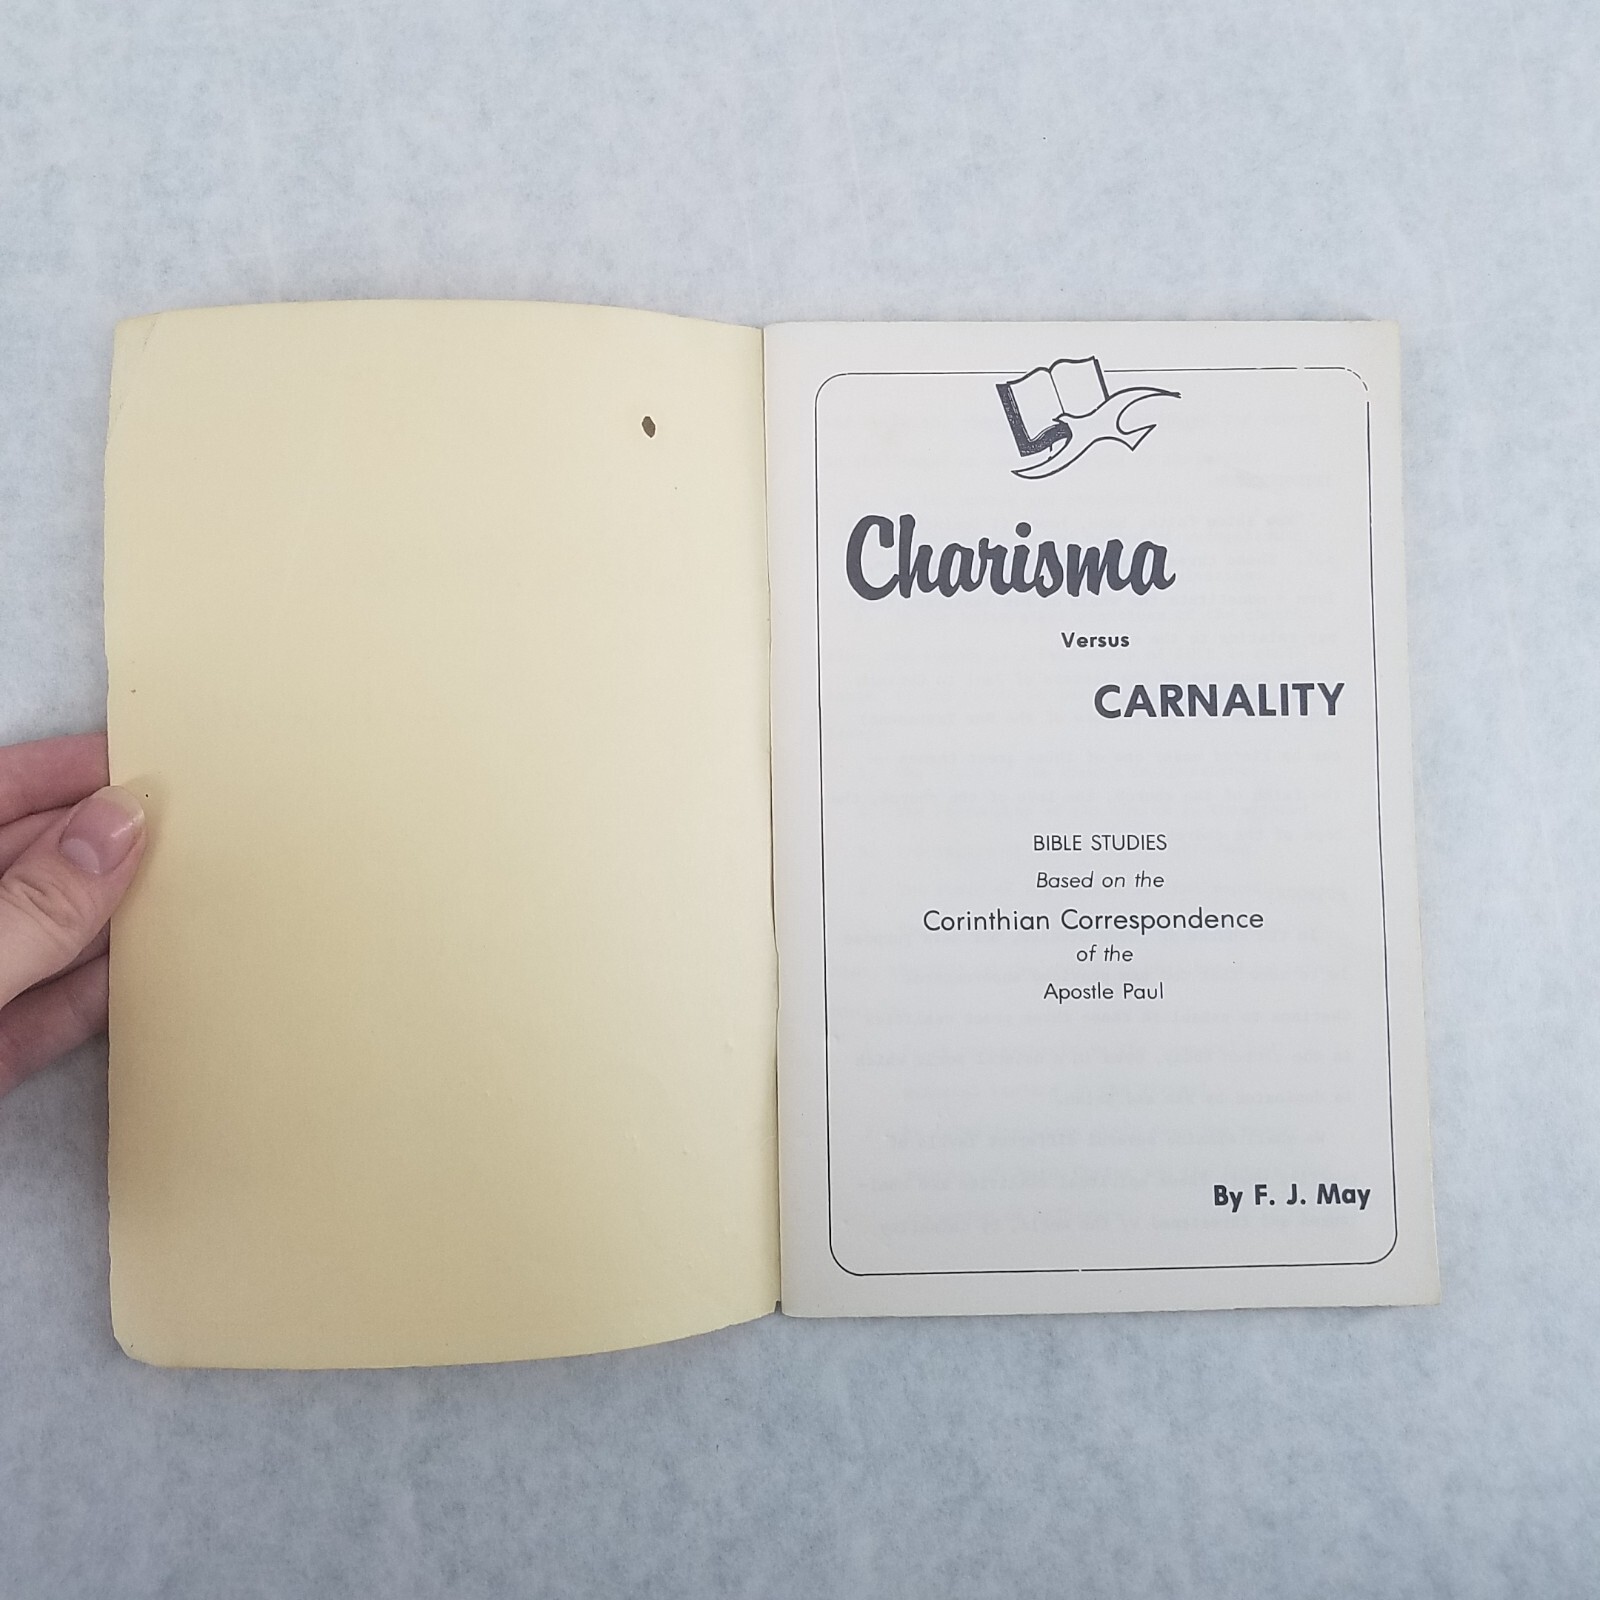 Charisma
Versus
CARNALITY
BIBLE STUDIES
Based on the
Corinthian Correspondence
of the
Apostle Paul
By F. J. May